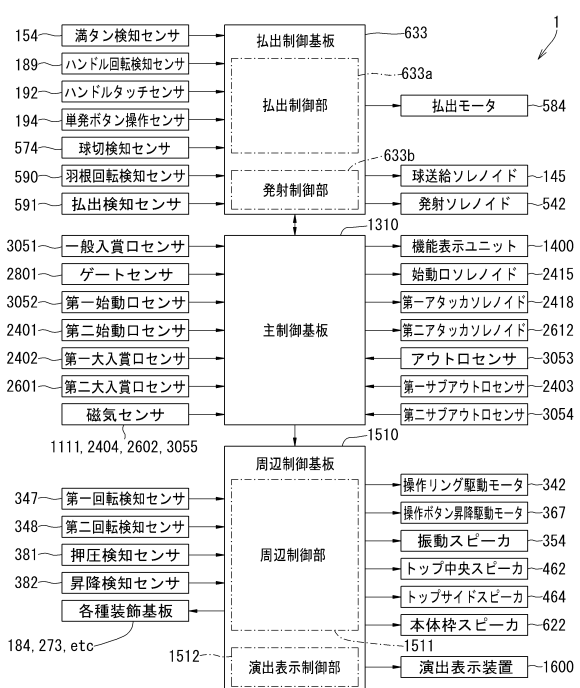 1
154 満タン検知センサ
189 ハンドル回転検知センサ
192 ハンドルタッチセンサ
194 単発ボタン操作センサ
574 球切検知センサ
590 羽根回転検知センサ
591 払出検知センサ
払出制御基板 633
633a
払出制御部
633b
発射制御部
払出モータ 584
球送給ソレノイド 145
発射ソレノイド 542
1310
3051 一般入賞口センサ
2801 ゲートセンサ
3052 第一始動口センサ
2401 第二始動口センサ
2402 第一大入賞口センサ
2601 第二大入賞口センサ
磁気センサ
1111, 2404, 2602, 3055
主制御基板
機能表示ユニット 1400
始動口ソレノイド 2415
第一アタッカソレノイド 2418
第二アタッカソレノイド 2612
アウト口センサ 3053
第一サブアウト口センサ 2403
第二サブアウト口センサ 3054
1510
周辺制御基板
347 第一回転検知センサ
348 第二回転検知センサ
381 押圧検知センサ
382 昇降検知センサ
各種装飾基板
184, 273, etc
周辺制御部
1511
1512
演出表示制御部
操作リング駆動モータ 342
操作ボタン昇降駆動モータ 367
振動スピーカ 354
トップ中央スピーカ 462
トップサイドスピーカ 464
本体枠スピーカ 622
演出表示装置 1600